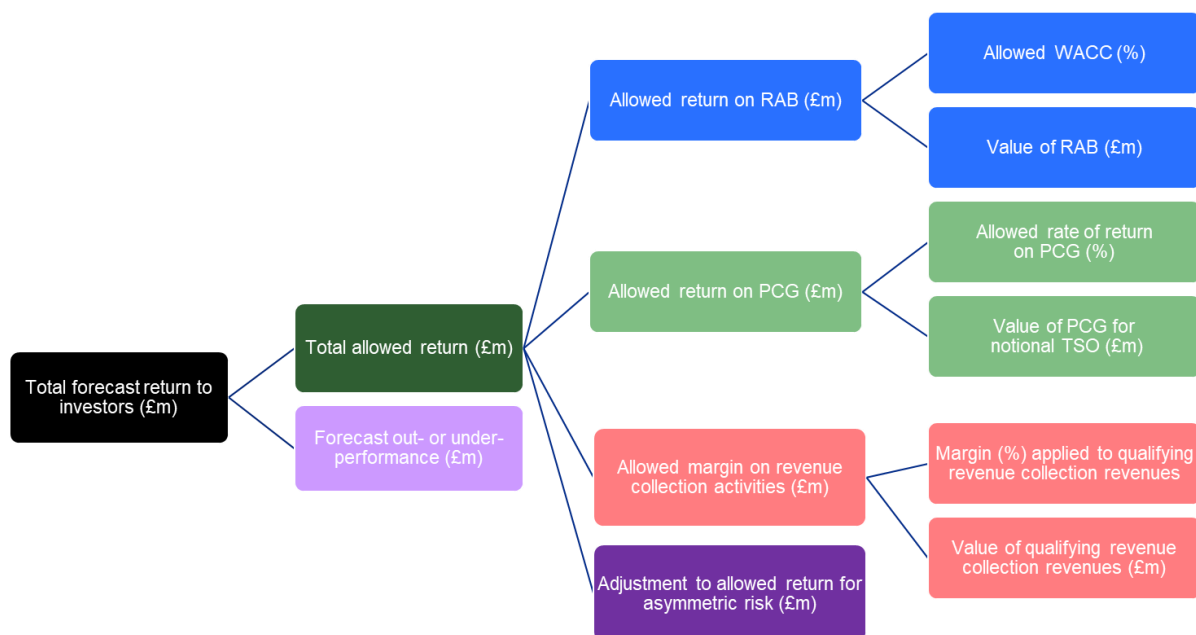 Total forecast return to
investors (£m)
Total allowed return (£m)
Forecast out- or under-
performance (£m)
Allowed return on RAB (£m)
Allowed return on PCG (£m)
Allowed margin on revenue
collection activities (£m)
Adjustment to allowed return for
asymmetric risk (£m)
Allowed WACC (%)
Value of RAB (£m)
Allowed rate of return
on PCG (%)
Value of PCG for
notional TSO (£m)
Margin (%) applied to qualifying
revenue collection revenues
Value of qualifying revenue
collection revenues (£m)